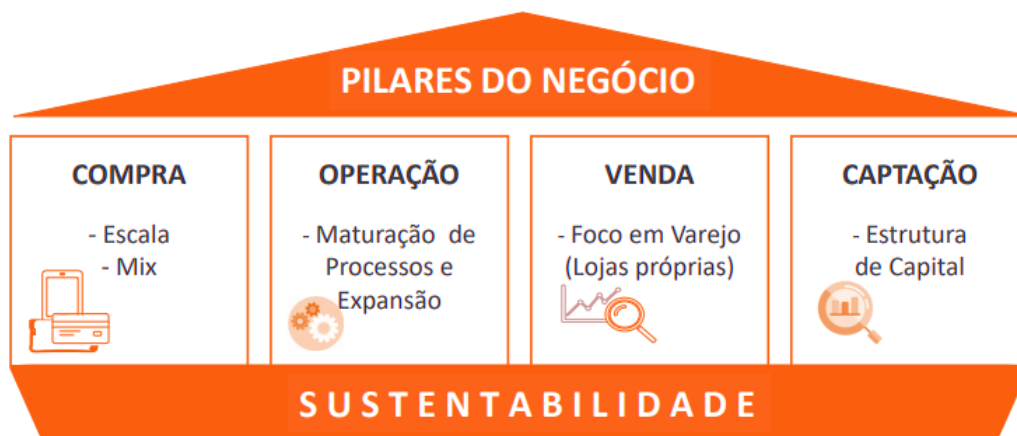 PILARES DO NEGÓCIO
COMPRA
- Escala
- Mix
OPERAÇÃO
- Maturação de
Processos e
Expansão
VENDA
- Foco em Varejo
(Lojas próprias)
CAPTAÇÃO
- Estrutura
de Capital
SUSTENTABILIDADE